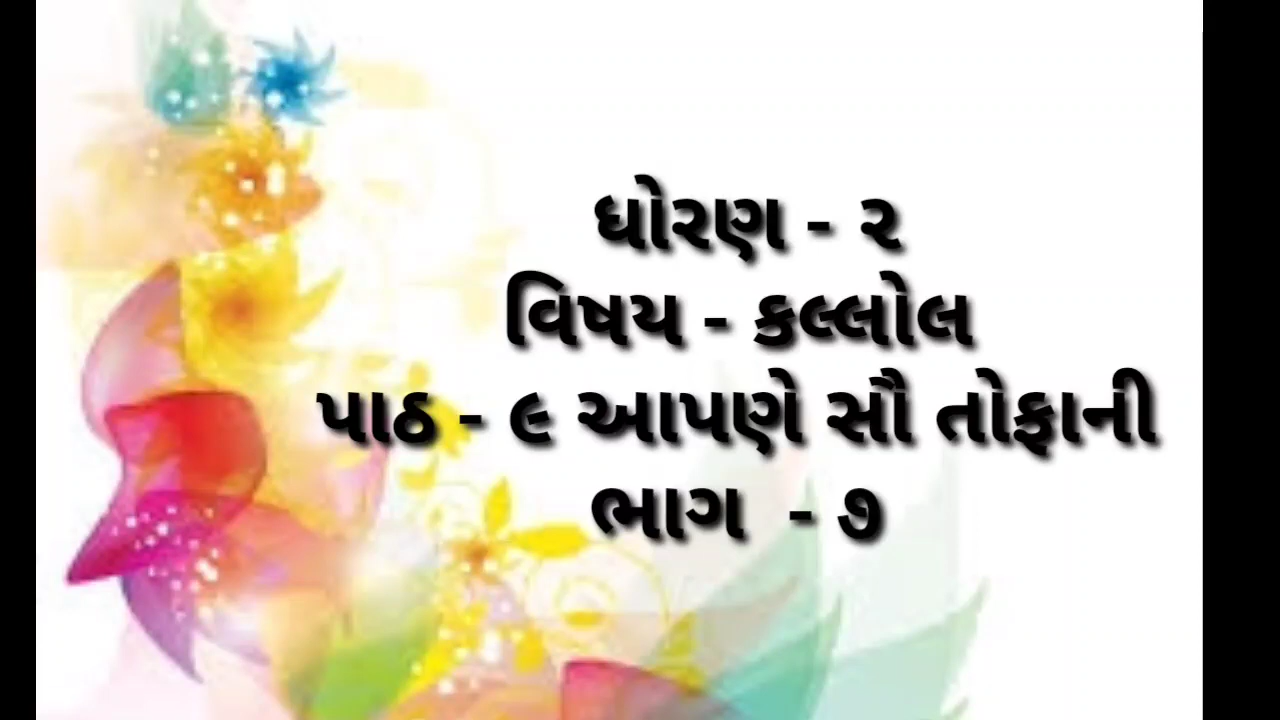 ધોરણ - ૨
વિષય - કલ્લોલ
પાઠ - ૯ આપણે સૌ તોફાની
ભાગ - ૭